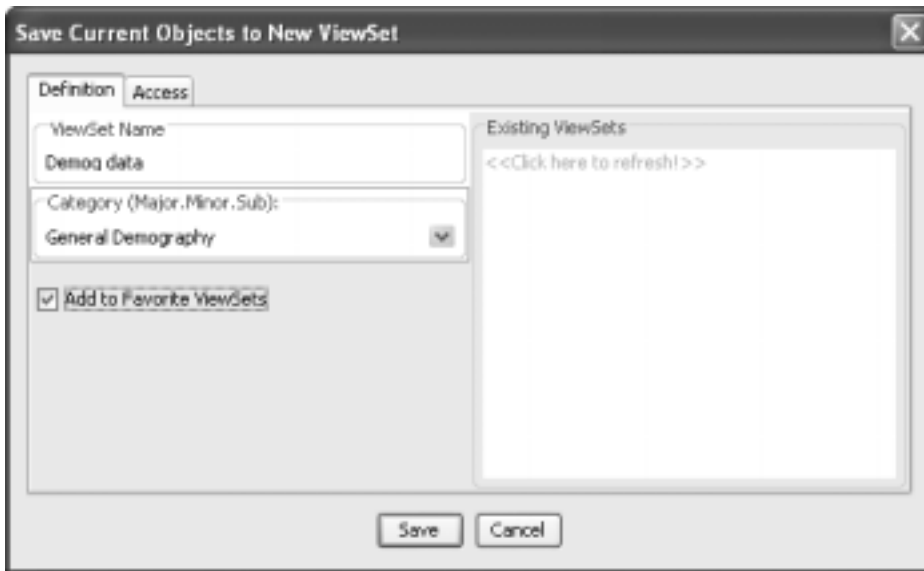 Save Current Objects to New ViewSet
Definition
Access
ViewSet Name
Demog data
Category (Major.Minor.Sub):
General Demography
Add to Favorite ViewSets
Existing ViewSets
<<Click here to refresh!>>
Save
Cancel